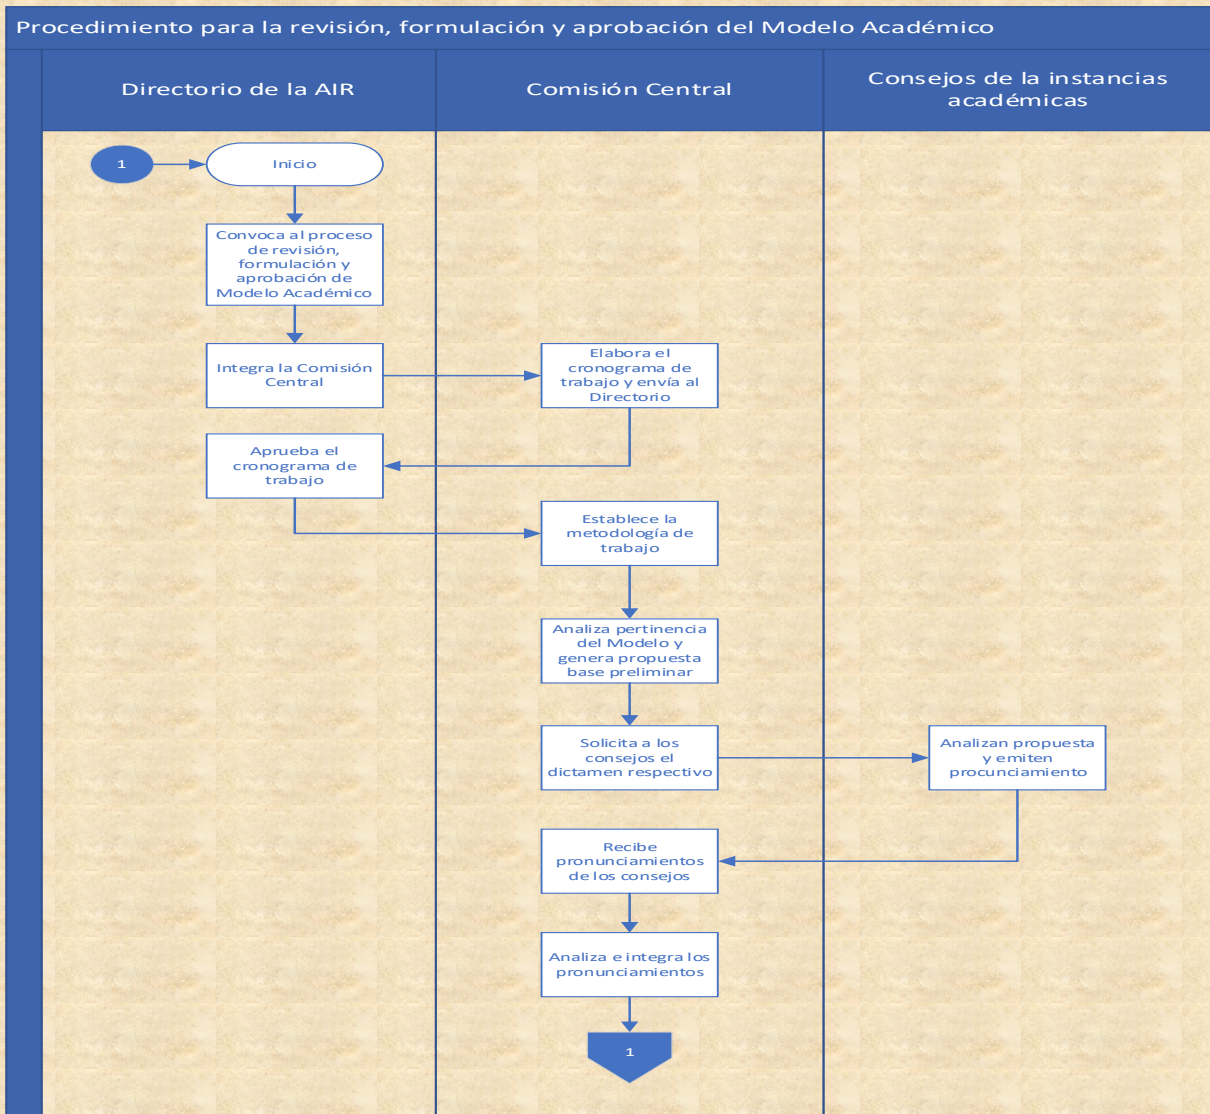 Procedimiento para la revisión, formulación y aprobación del Modelo Académico
Directorio de la AIR
Comisión Central
Consejos de la instancias
académicas
1
Inicio
Convoca al proceso
de revisión,
formulación y
aprobación de
Modelo Académico
Integra la Comisión
Central
Elabora el
cronograma de
trabajo y envía al
Directorio
Aprueba el
cronograma de
trabajo
Establece la
metodología de
trabajo
Analiza pertinencia
del Modelo y
genera propuesta
base preliminar
Solicita a los
consejos el
dictamen respectivo
Analizan propuesta
y emiten
procunciamiento
Recibe
pronunciamientos
de los consejos
Analiza e integra los
pronunciamientos
1